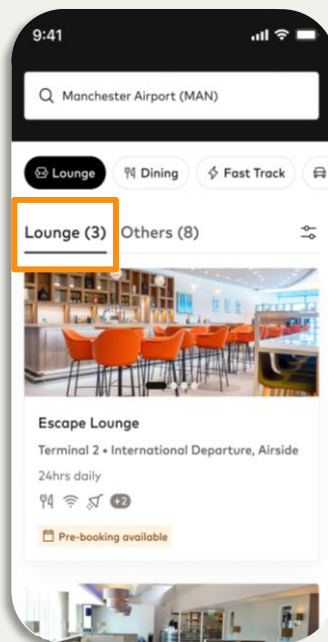 9:41
Manchester Airport (MAN)
Lounge Dining Fast Track
Lounge (3) Others (8)
Escape Lounge
Terminal 2 • International Departure, Airside
24hrs daily
+2
Pre-booking available